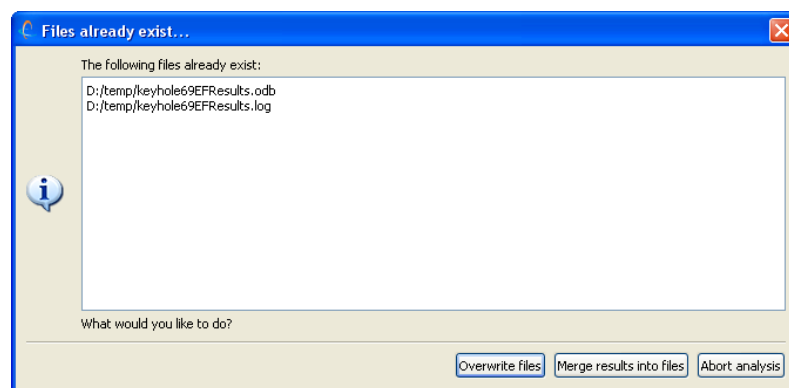 Files already exist...
The following files already exist:
D:/temp/keyhole69EFResults.odb
D:/temp/keyhole69EFResults.log
What would you like to do?
Overwrite files Merge results into files Abort analysis